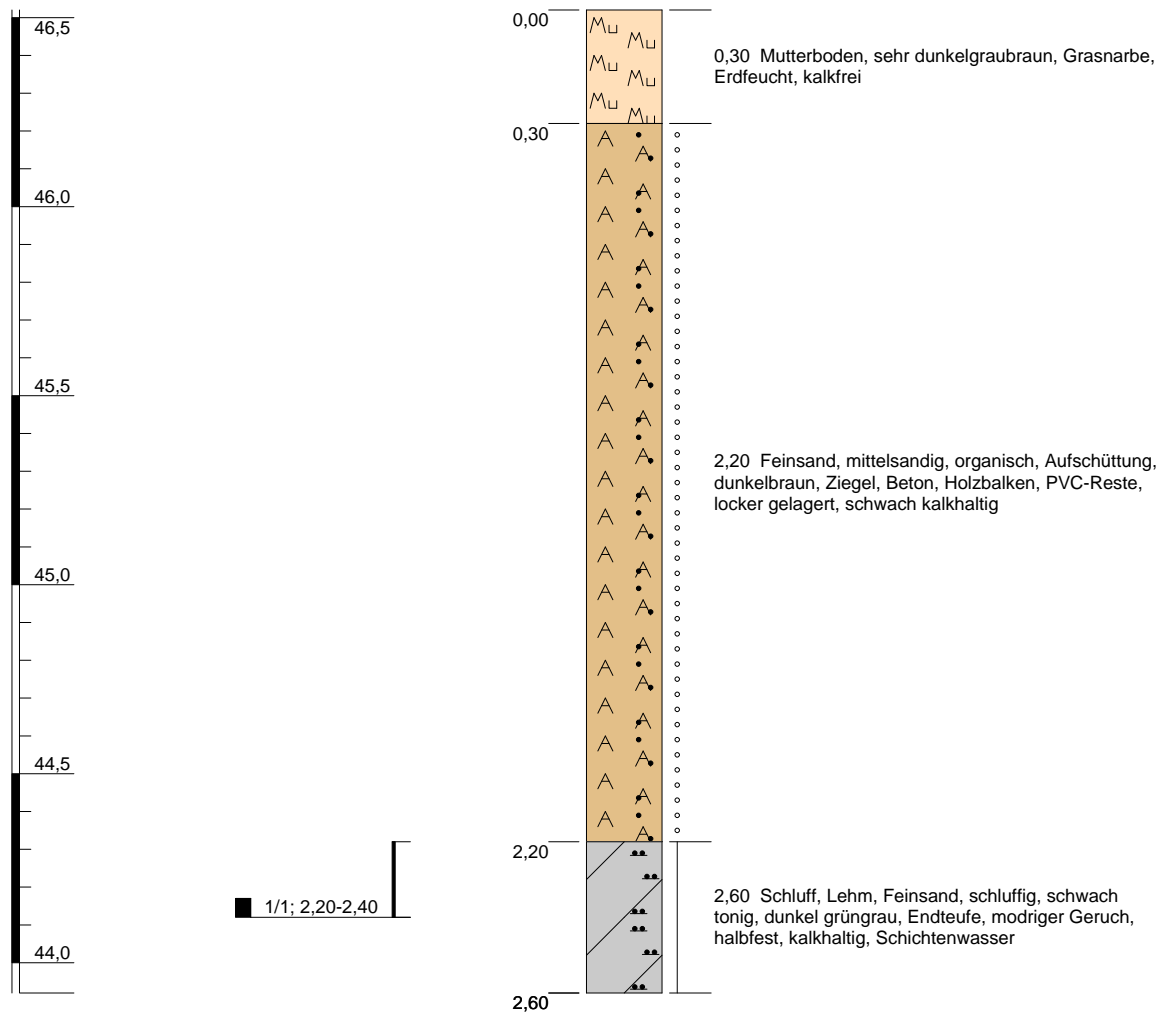 46,5
46,0
45,5
45,0
44,5
44,0
0,00
0,30
2,20
2,60
1/1; 2,20-2,40
0,30 Mutterboden, sehr dunkelgraubraun, Grasnarbe,
Erdfeucht, kalkfrei
2,20 Feinsand, mittelsandig, organisch, Aufschüttung,
dunkelbraun, Ziegel, Beton, Holzbalken, PVC-Reste,
locker gelagert, schwach kalkhaltig
2,60 Schluff, Lehm, Feinsand, schluffig, schwach
tonig, dunkel grüngrau, Endteufe, modriger Geruch,
halbfest, kalkhaltig, Schichtenwasser